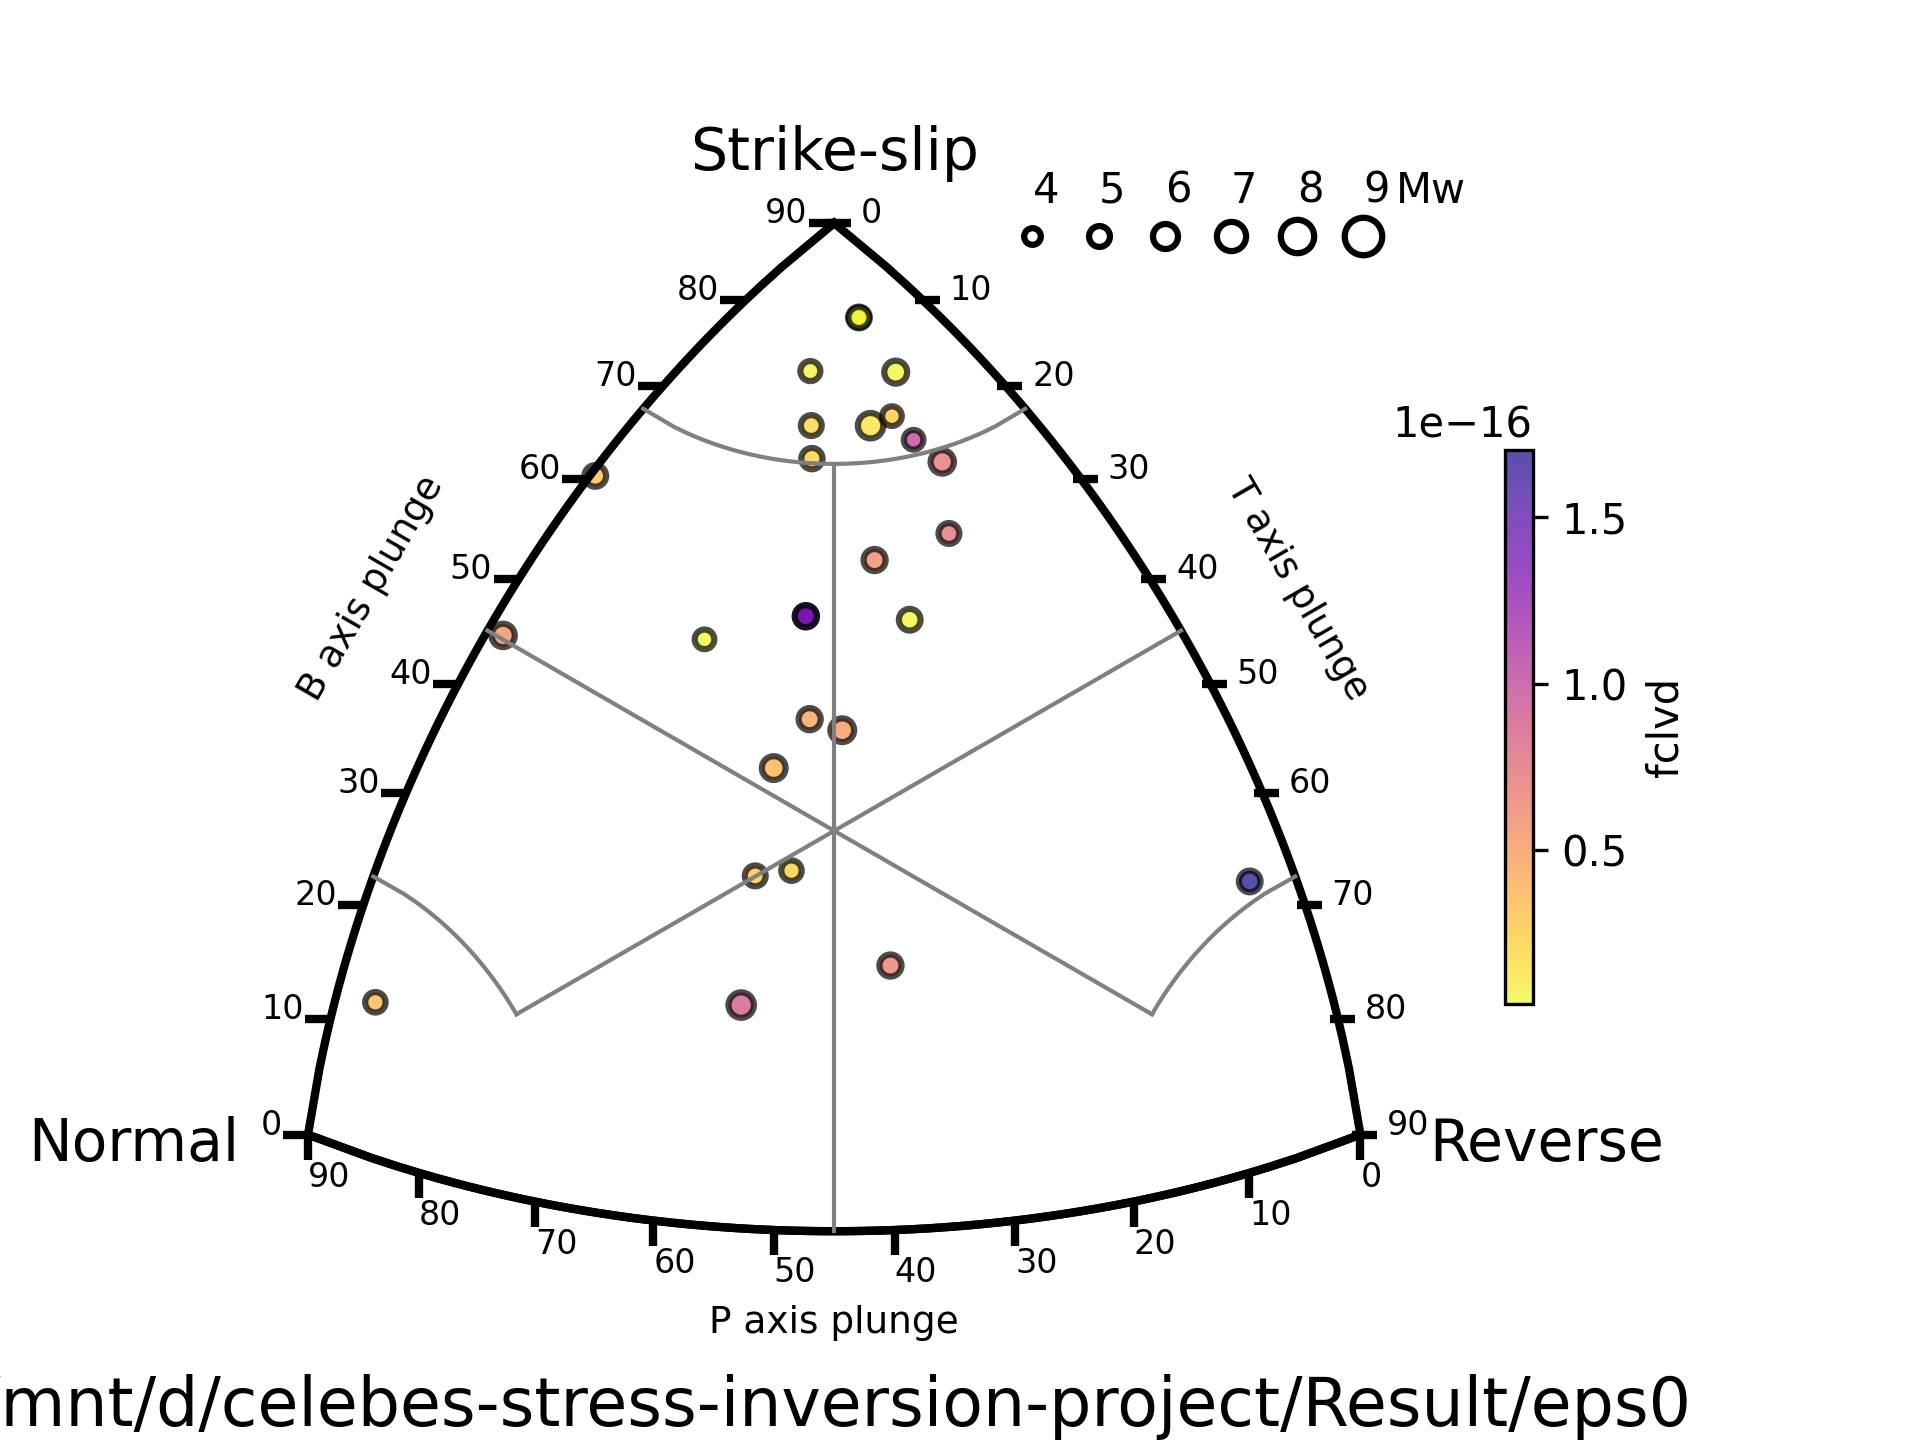 Strike-slip
4 5 6 7 8 9 Mw
90 0
80 10
70 20
60 30
50 40
40 50
30 60
20 70
10 80
0 90
B axis plunge
T axis plunge
1e−16
1.5
1.0
0.5
fclvd
Normal
Reverse
90 80 70 60 50 40 30 20 10 0
P axis plunge
mnt/d/celebes-stress-inversion-project/Result/eps0